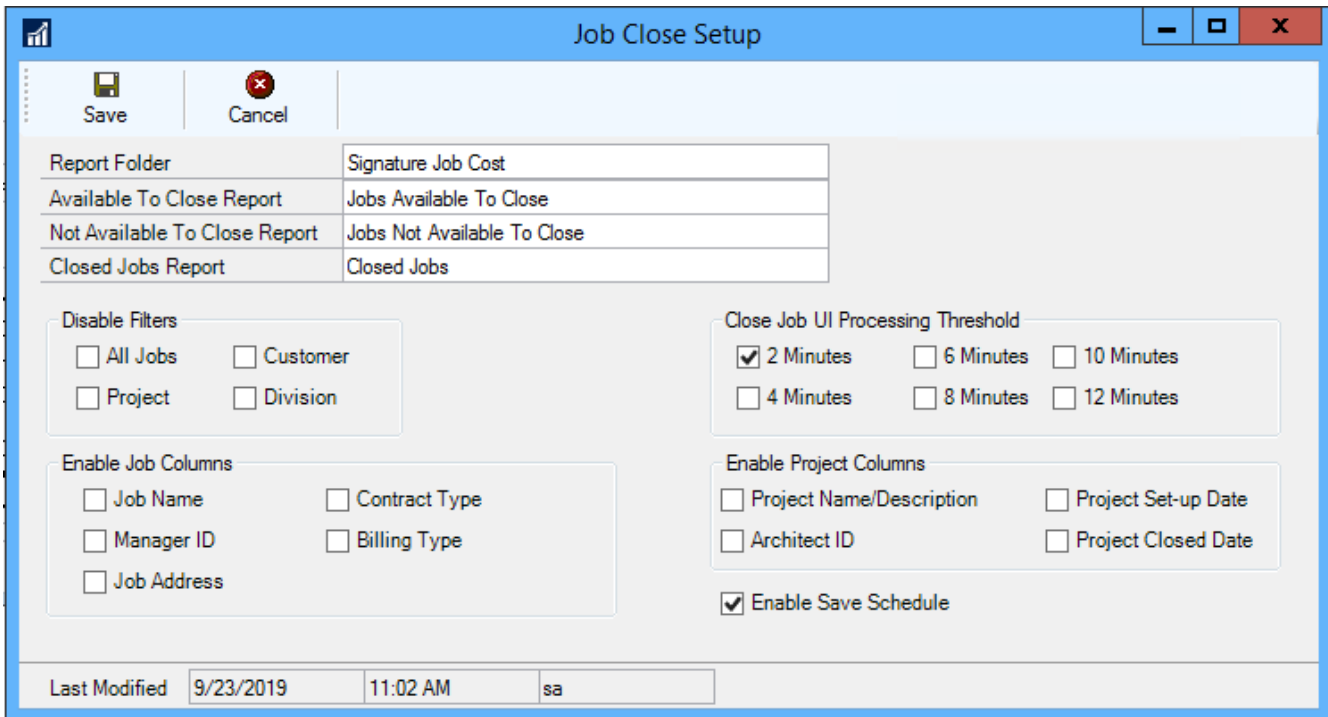 Job Close Setup
Save Cancel
Report Folder Signature Job Cost
Available To Close Report Jobs Available To Close
Not Available To Close Report Jobs Not Available To Close
Closed Jobs Report Closed Jobs
Disable Filters Close Job UI Processing Threshold
All Jobs Customer 2 Minutes 6 Minutes 10 Minutes
Project Division 4 Minutes 8 Minutes 12 Minutes
Enable Job Columns Enable Project Columns
Job Name Contract Type Project Name/Description Project Set-up Date
Manager ID Billing Type Architect ID Project Closed Date
Job Address
Enable Save Schedule
Last Modified 9/23/2019 11:02 AM sa